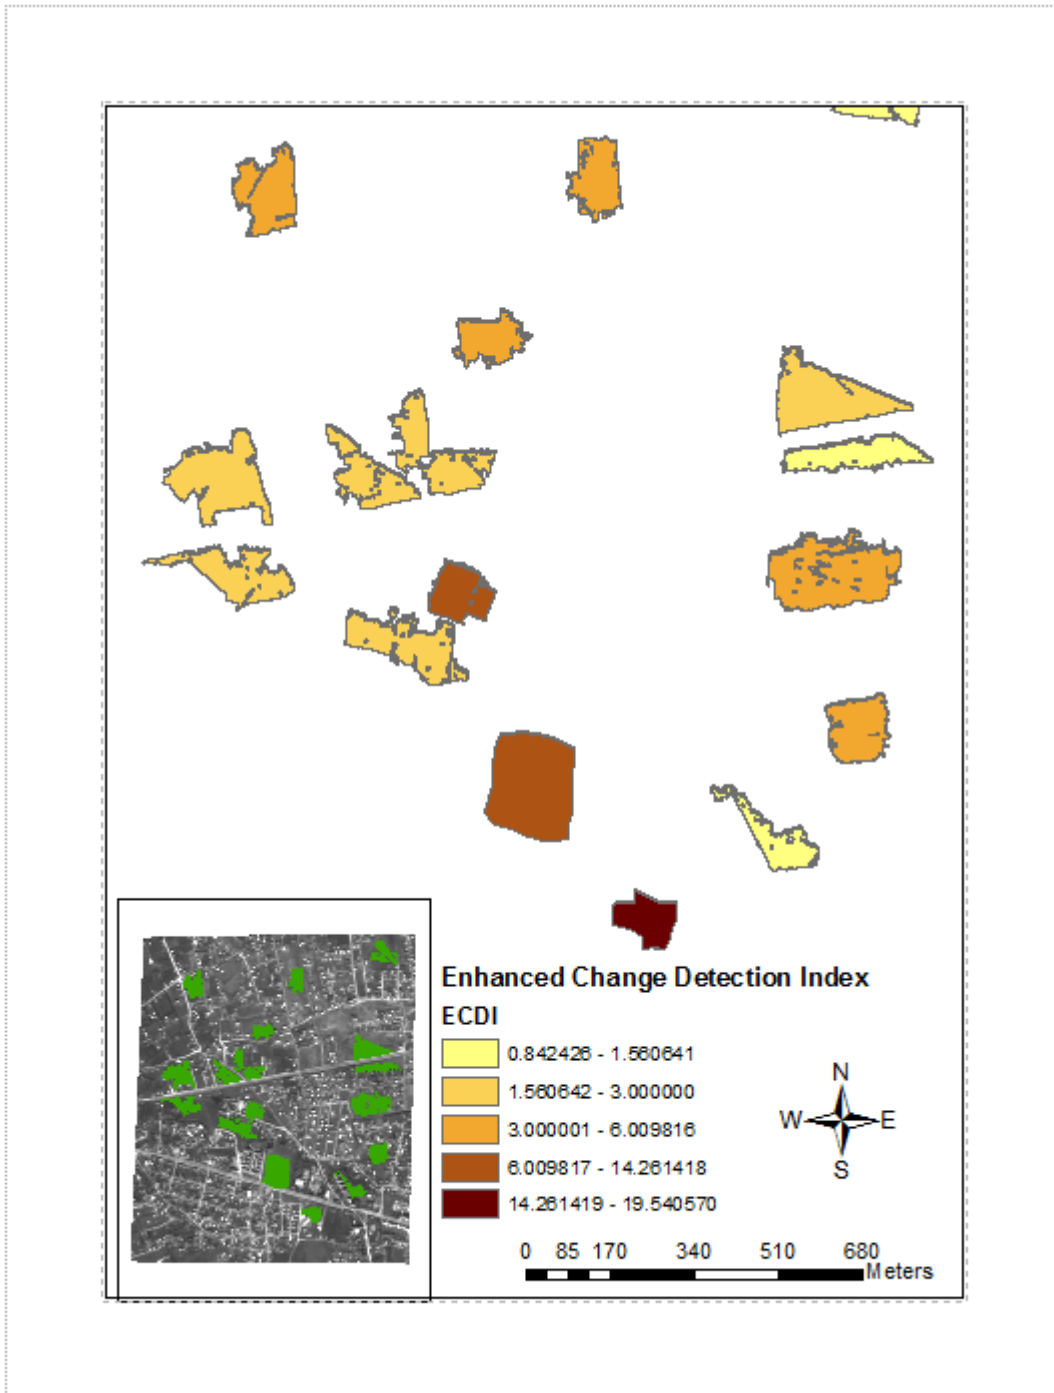 Enhanced Change Detection Index
ECDI
0.842426 - 1.560641
1.560642 - 3.000000
3.000001 - 6.009816
6.009817 - 14.261418
14.261419 - 19.540570
N
W E
S
0 85 170 340 510 680
Meters